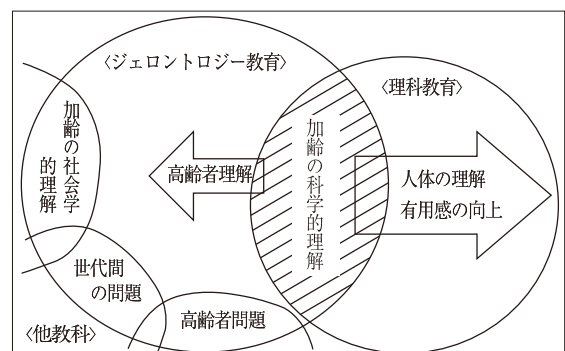 〈ジェロントロジー教育〉
〈理科教育〉
加齢の社会学
的理解
高齢者理解
加齢の科学的理解
人体の理解
有用感の向上
世代間
の問題
高齢者問題
〈他教科〉